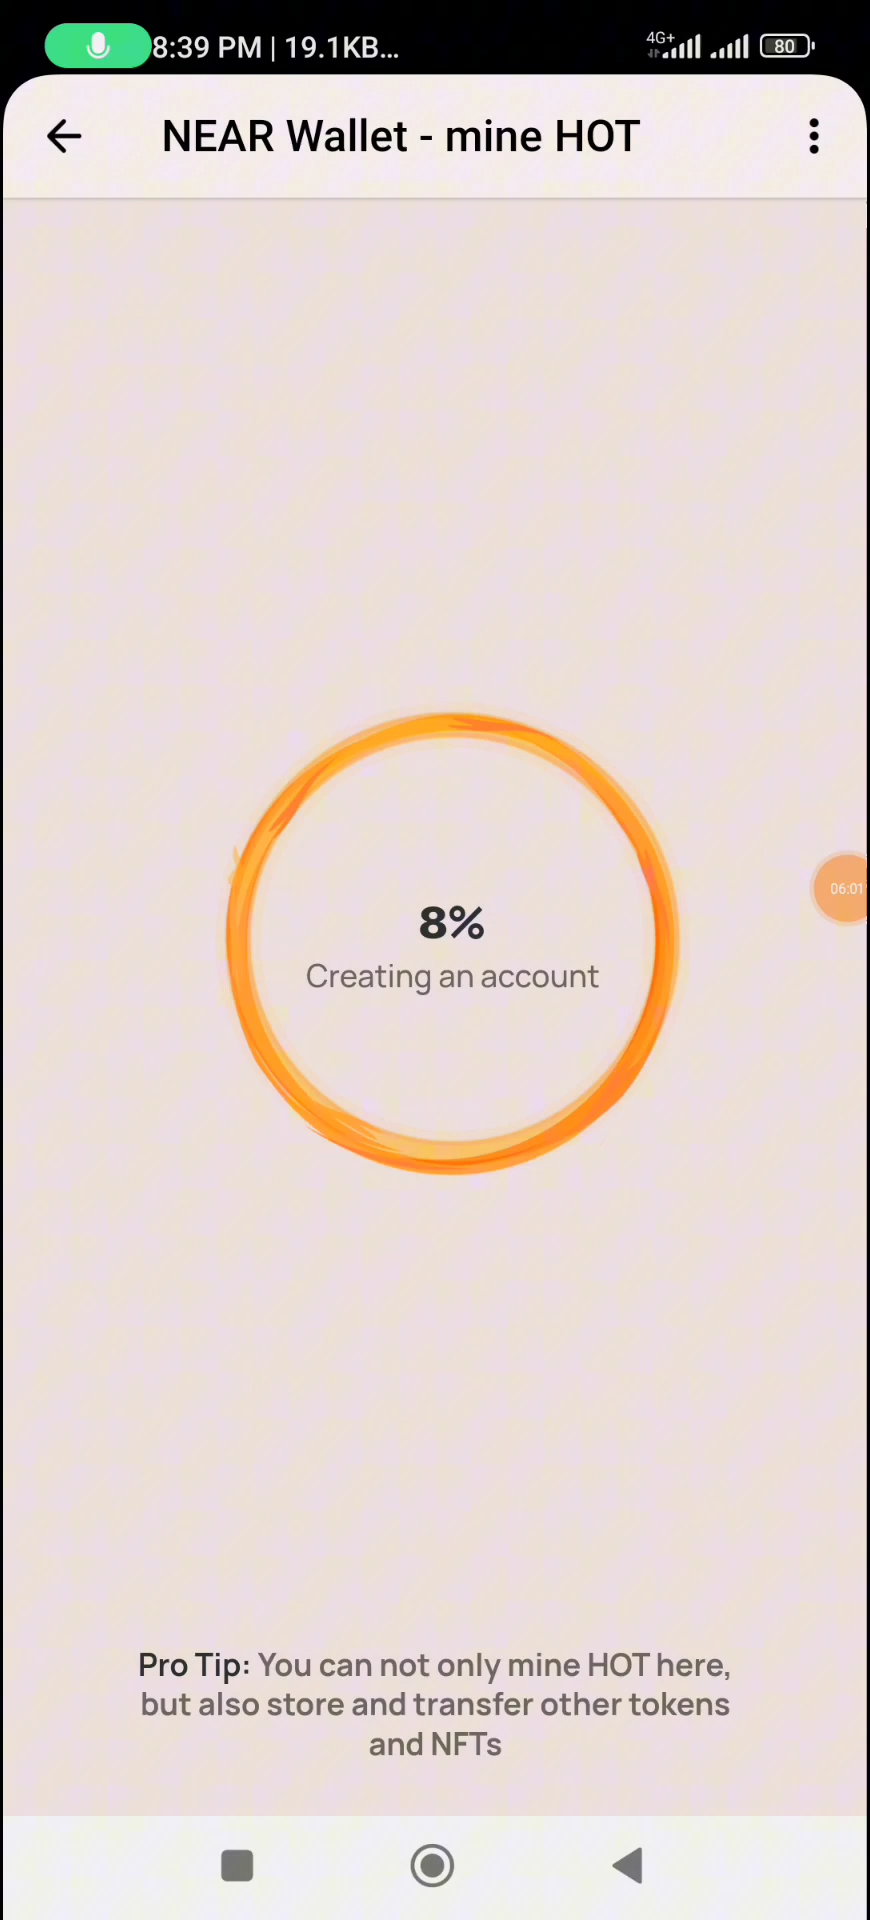 8:39 PM | 19.1KB...
4G+
80
NEAR Wallet - mine HOT
06:01
8%
Creating an account
Pro Tip: You can not only mine HOT here,
but also store and transfer other tokens
and NFTs